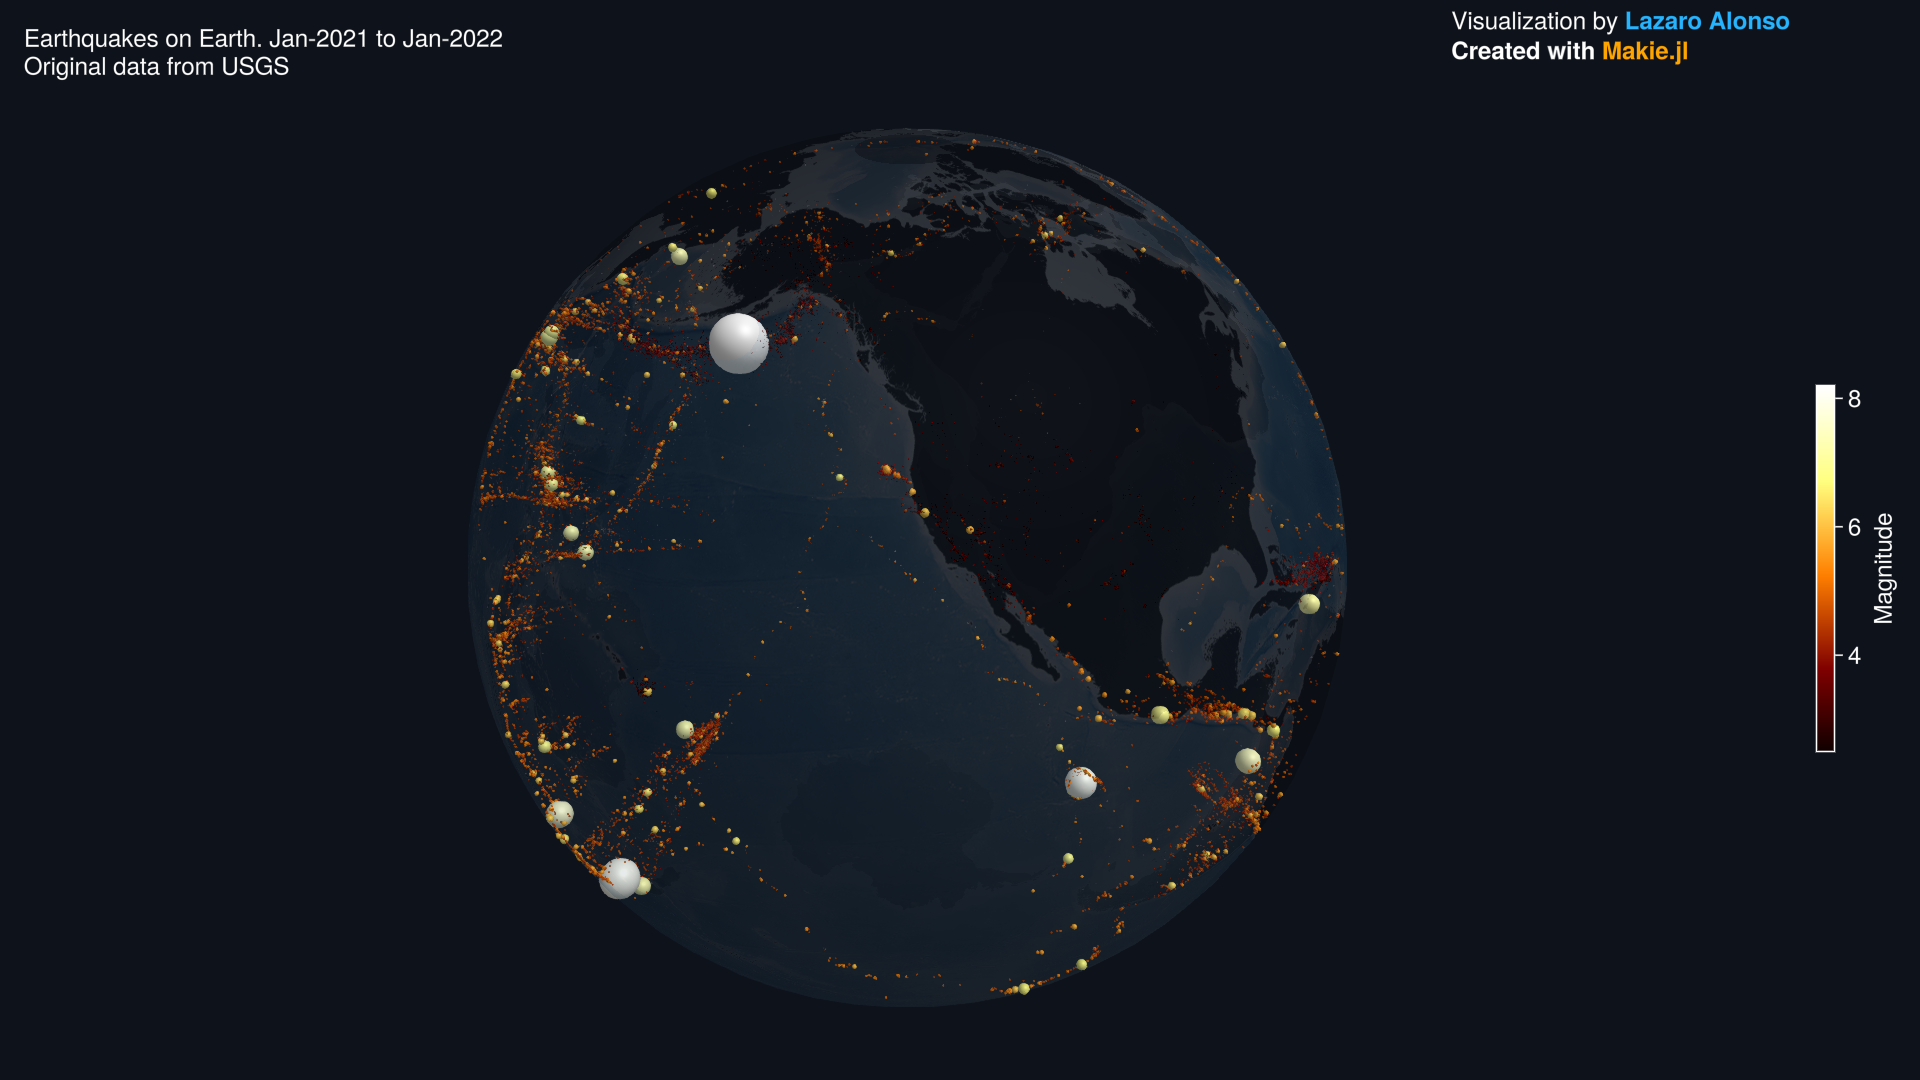 Earthquakes on Earth. Jan-2021 to Jan-2022
Original data from USGS
Visualization by Lazaro Alonso
Created with Makie.jl
8
6
4
Magnitude